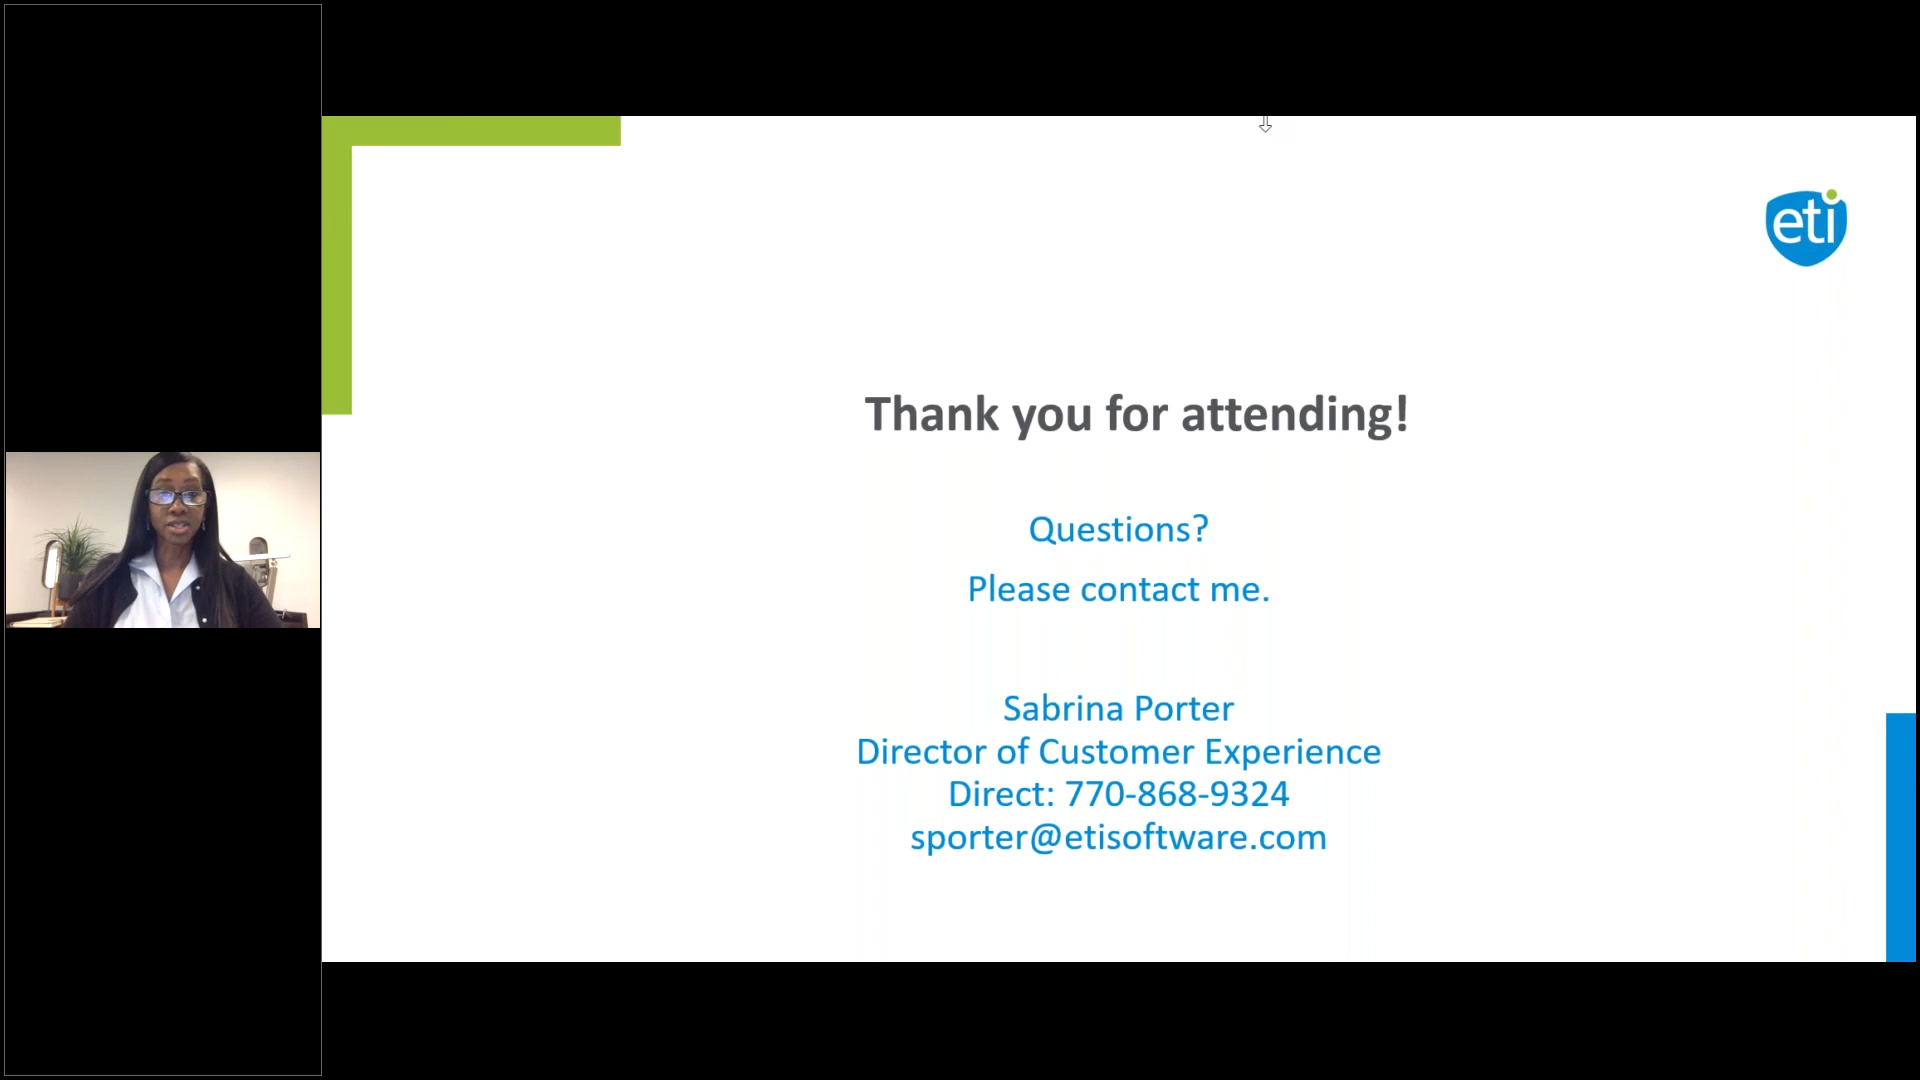 eti
Thank you for attending!
Questions?
Please contact me.
Sabrina Porter
Director of Customer Experience
Direct: 770-868-9324
sporter@etisoftware.com